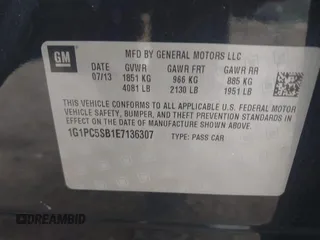 GM
MFD BY GENERAL MOTORS LLC
DATE GVWR GAWR FRT GAWR RR
07/13 1851 KG 966 KG 885 KG
4081 LB 2130 LB 1951 LB
THIS VEHICLE CONFORMS TO ALL APPLICABLE U.S. FEDERAL MOTOR
VEHICLE SAFETY, BUMPER, AND THEFT PREVENTION STANDARDS
IN EFFECT ON THE DATE OF MANUFACTURE SHOWN ABOVE.
1G1PC5SB1E7136307 TYPE: PASS CAR
DREAMBID